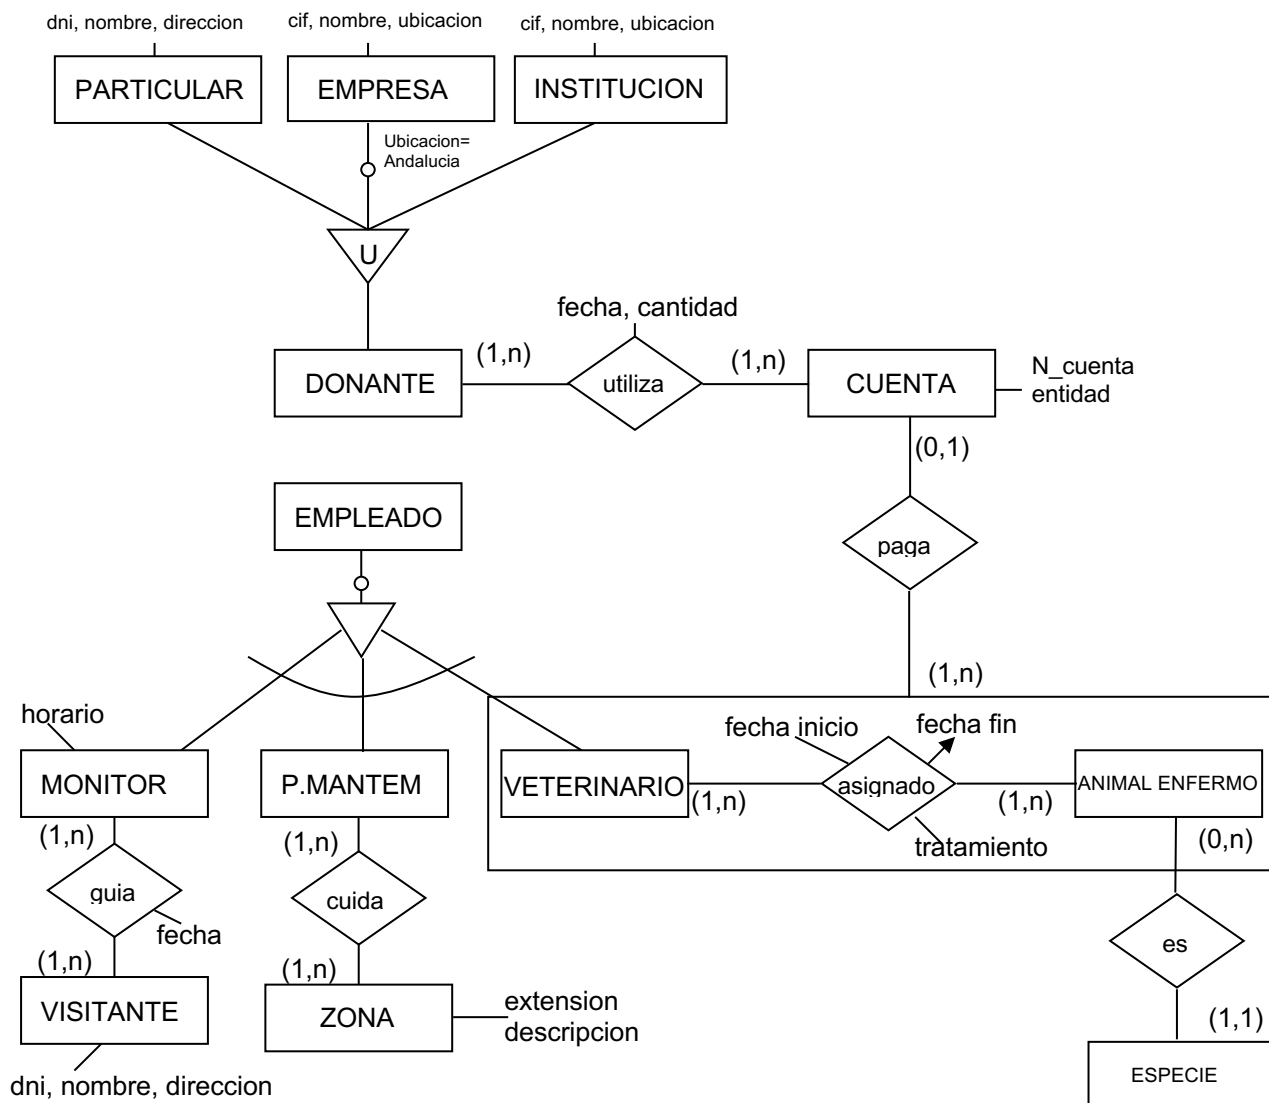 dni, nombre, direccion
cif, nombre, ubicacion
cif, nombre, ubicacion
PARTICULAR
EMPRESA
INSTITUCION
Ubicacion=
Andalucia
U
fecha, cantidad
DONANTE
(1,n)
utiliza
(1,n)
CUENTA
N_cuenta
entidad
(0,1)
EMPLEADO
paga
(1,n)
horario
fecha inicio
fecha fin
MONITOR
P.MANTEM
VETERINARIO
(1,n)
asignado
(1,n)
ANIMAL ENFERMO
(1,n)
(1,n)
tratamiento
(0,n)
guia
fecha
cuida
es
(1,n)
(1,n)
VISITANTE
ZONA
extension
descripcion
(1,1)
dni, nombre, direccion
ESPECIE